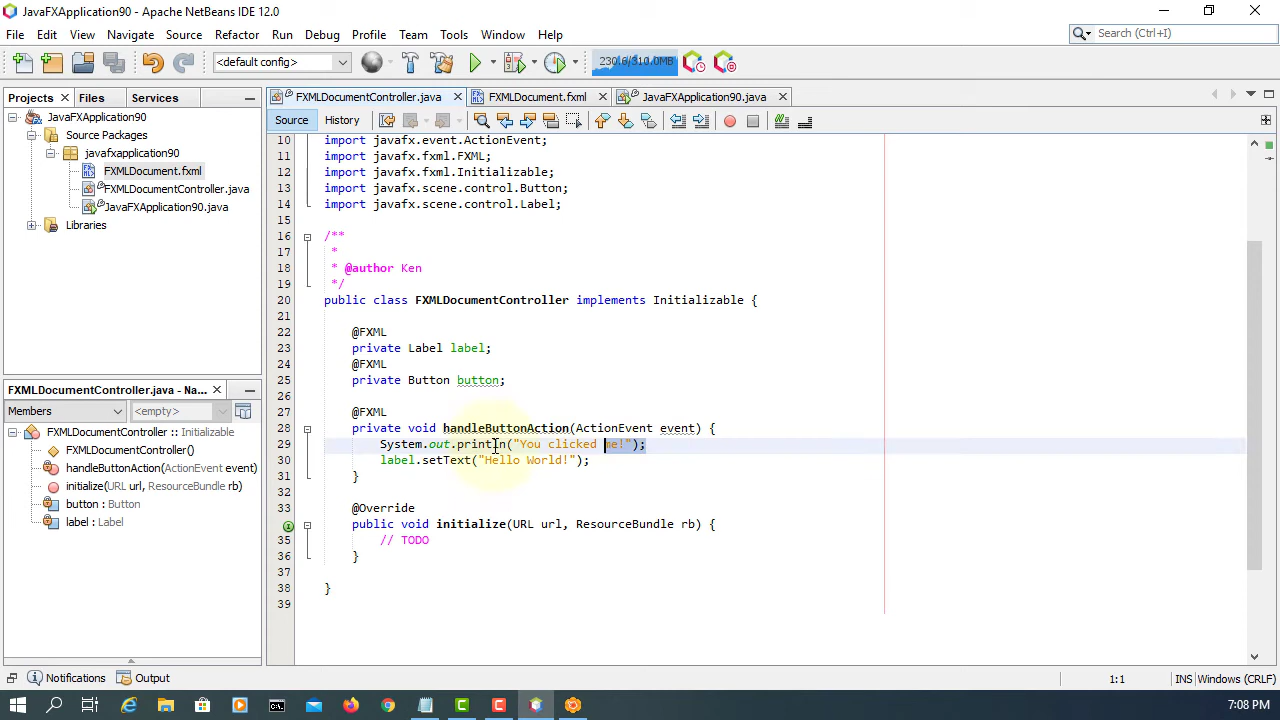 JavaFXApplication90 - Apache NetBeans IDE 12.0
File Edit View Navigate Source Refactor Run Debug Profile Team Tools Window Help
Search (Ctrl+I)
<default config>
230.6/310.0MB
Projects Files Services
FXMLDocumentController.java FXMLDocument.fxml JavaFXApplication90.java
Source History
JavaFXApplication90
Source Packages
javafxapplication90
FXMLDocument.fxml
FXMLDocumentController.java
JavaFXApplication90.java
Libraries
FXMLDocumentController.java - Na...
Members
<empty>
FXMLDocumentController :: Initializable
FXMLDocumentController()
handleButtonAction(ActionEvent event)
initialize(URL url, ResourceBundle rb)
button : Button
label : Label
10 import javafx.event.ActionEvent;
11 import javafx.fxml.FXML;
12 import javafx.fxml.Initializable;
13 import javafx.scene.control.Button;
14 import javafx.scene.control.Label;
15
16 /**
17 *
18 * @author Ken
19 */
20 public class FXMLDocumentController implements Initializable {
21
22 @FXML
23 private Label label;
24 @FXML
25 private Button button;
26
27 @FXML
28 private void handleButtonAction(ActionEvent event) {
29 System.out.println("You clicked me!");
30 label.setText("Hello World!");
31 }
32
33 @Override
public void initialize(URL url, ResourceBundle rb) {
35 // TODO
36 }
37
38 }
39
Notifications Output
1:1 INS Windows (CRLF)
7:08 PM